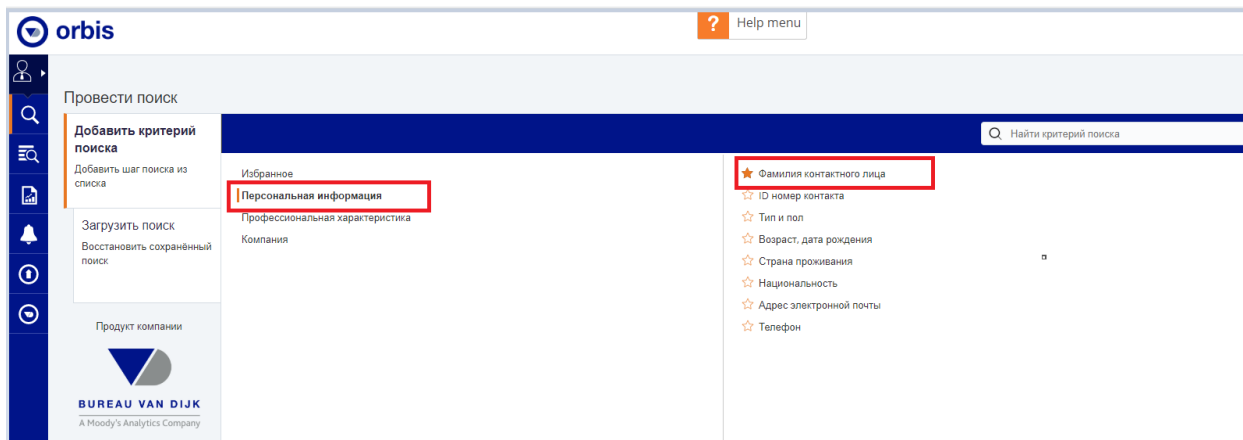 orbis
? Help menu
Провести поиск
Добавить критерий
поиска
Добавить шаг поиска из
списка
Загрузить поиск
Восстановить сохранённый
поиск
Продукт компании
BUREAU VAN DIJK
A Moody's Analytics Company
Найти критерий поиска
Избранное
Персональная информация
Профессиональная характеристика
Компания
Фамилия контактного лица
ID номер контакта
Тип и пол
Возраст, дата рождения
Страна проживания
Национальность
Адрес электронной почты
Телефон